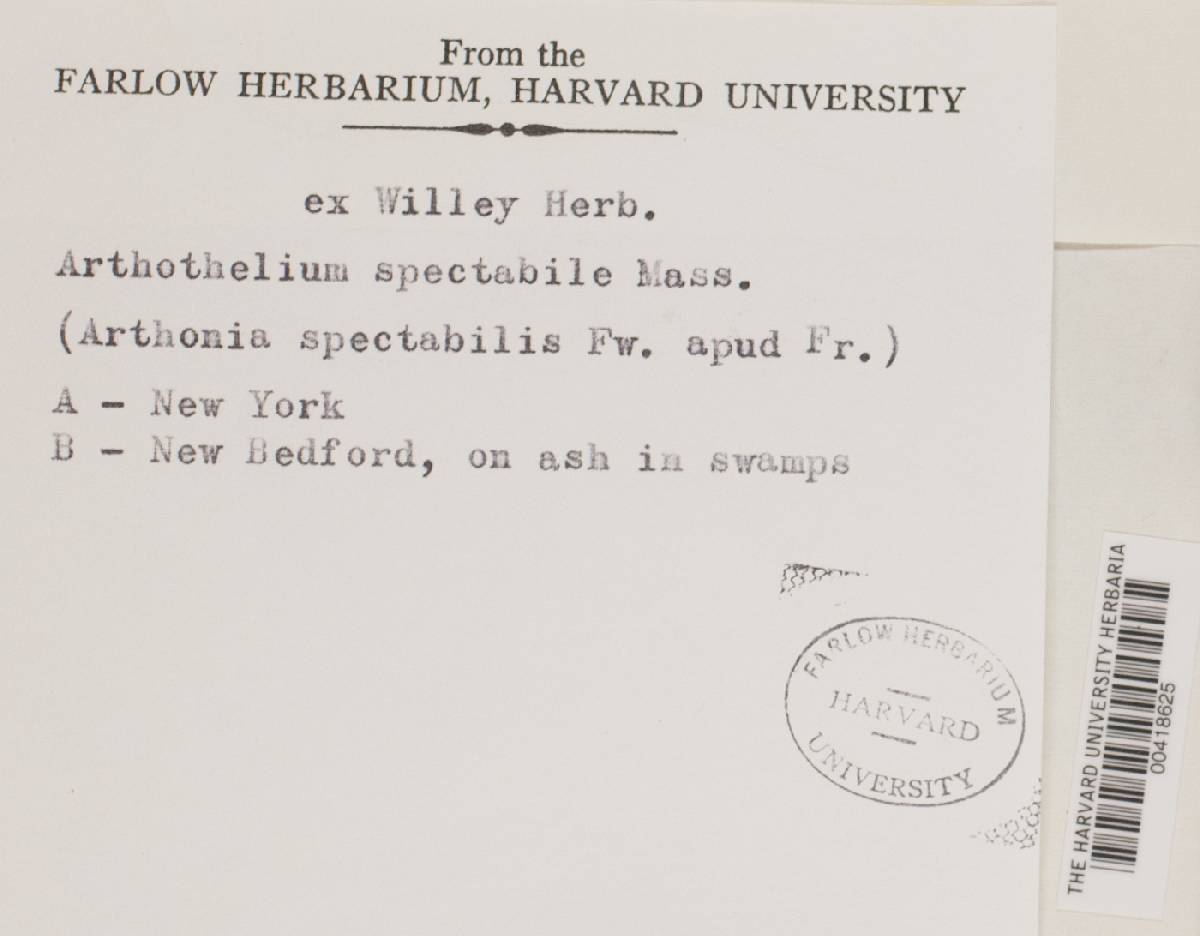 From the
FARLOW HERBARIUM, HARVARD UNIVERSITY
ex Willey Herb.
Arthothelium spectabile Mass.
(Arthonia spectabilis Fw. apud Fr.)
A - New York
B - New Bedford, on ash in swamps
FARLOW HERBARIUM
HARVARD
UNIVERSITY
THE HARVARD UNIVERSITY HERBARIA
00418625